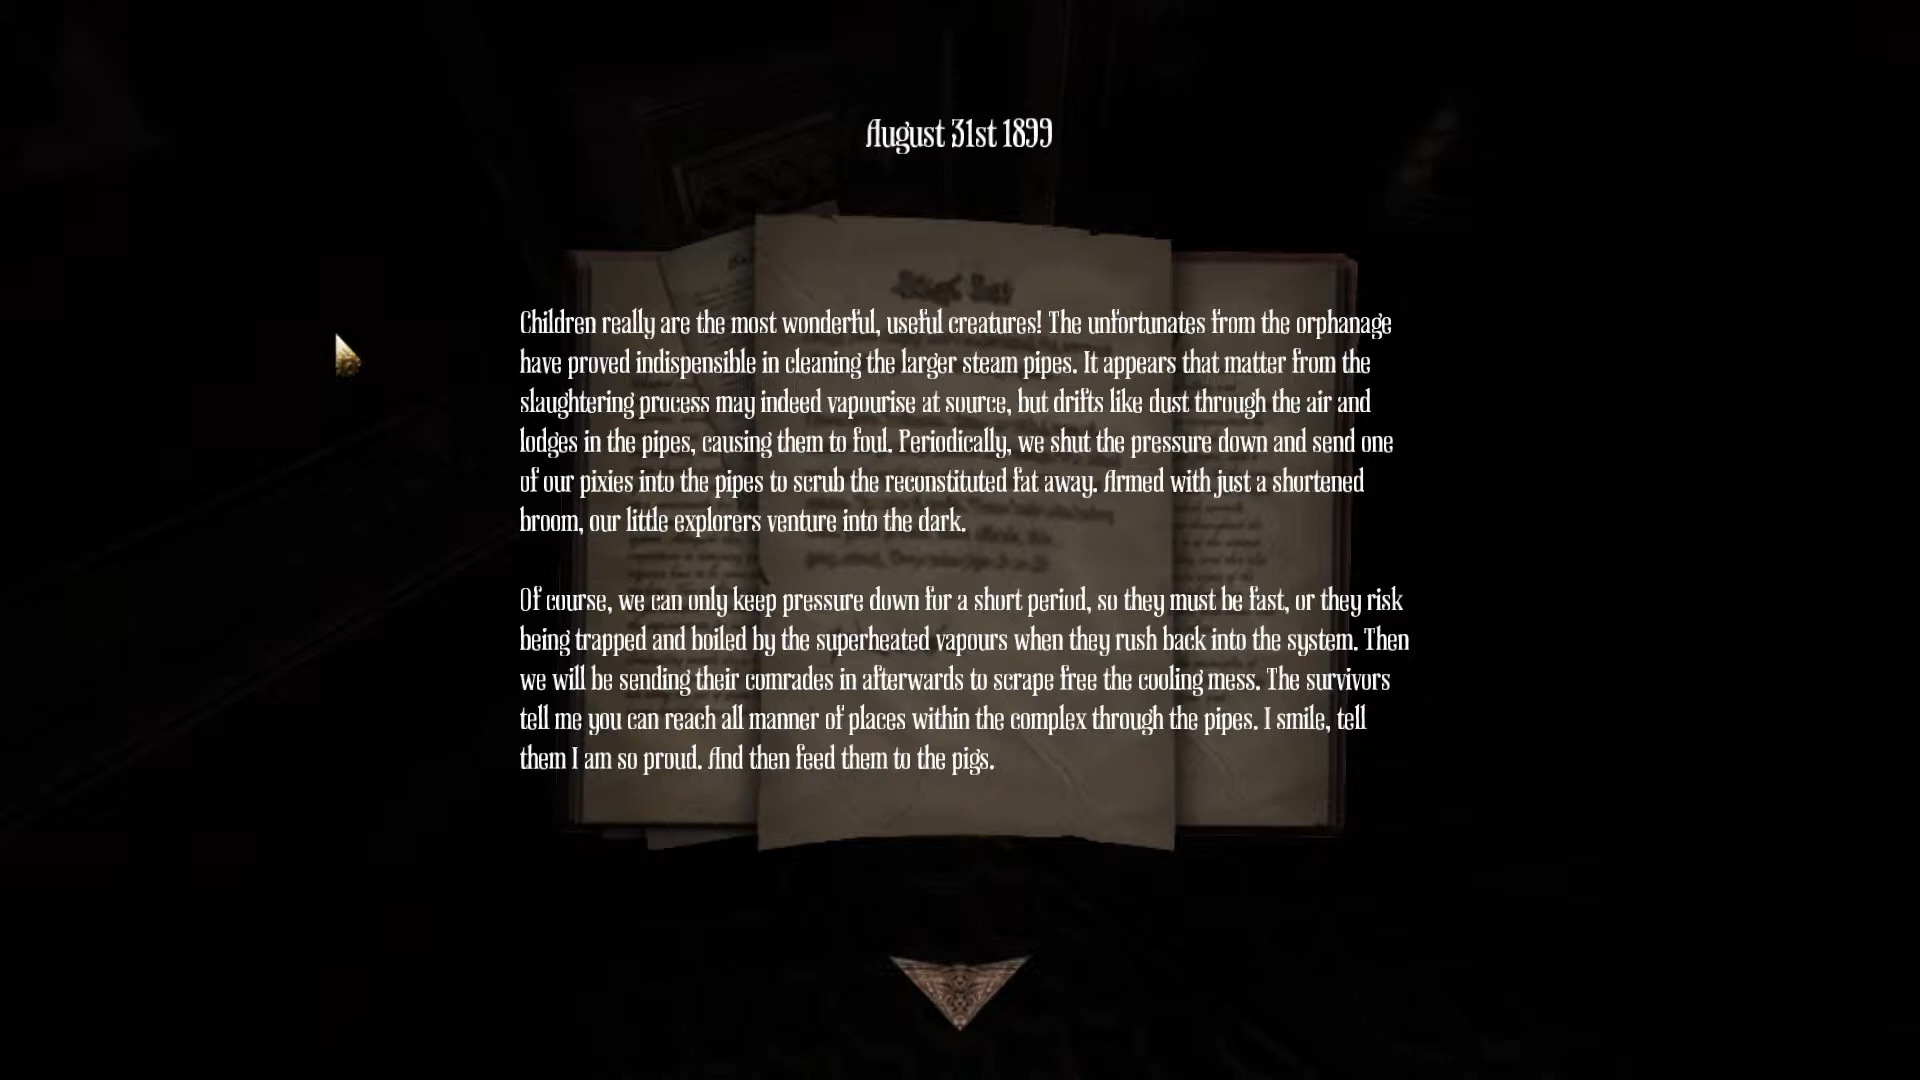 August 31st 1899
Children really are the most wonderful, useful creatures! The unfortunates from the orphanage
have proved indispensible in cleaning the larger steam pipes. It appears that matter from the
slaughtering process may indeed vapourise at source, but drifts like dust through the air and
lodges in the pipes, causing them to foul. Periodically, we shut the pressure down and send one
of our pixies into the pipes to scrub the reconstituted fat away. Armed with just a shortened
broom, our little explorers venture into the dark.
Of course, we can only keep pressure down for a short period, so they must be fast, or they risk
being trapped and boiled by the superheated vapours when they rush back into the system. Then
we will be sending their comrades in afterwards to scrape free the cooling mess. The survivors
tell me you can reach all manner of places within the complex through the pipes. I smile, tell
them I am so proud. And then feed them to the pigs.